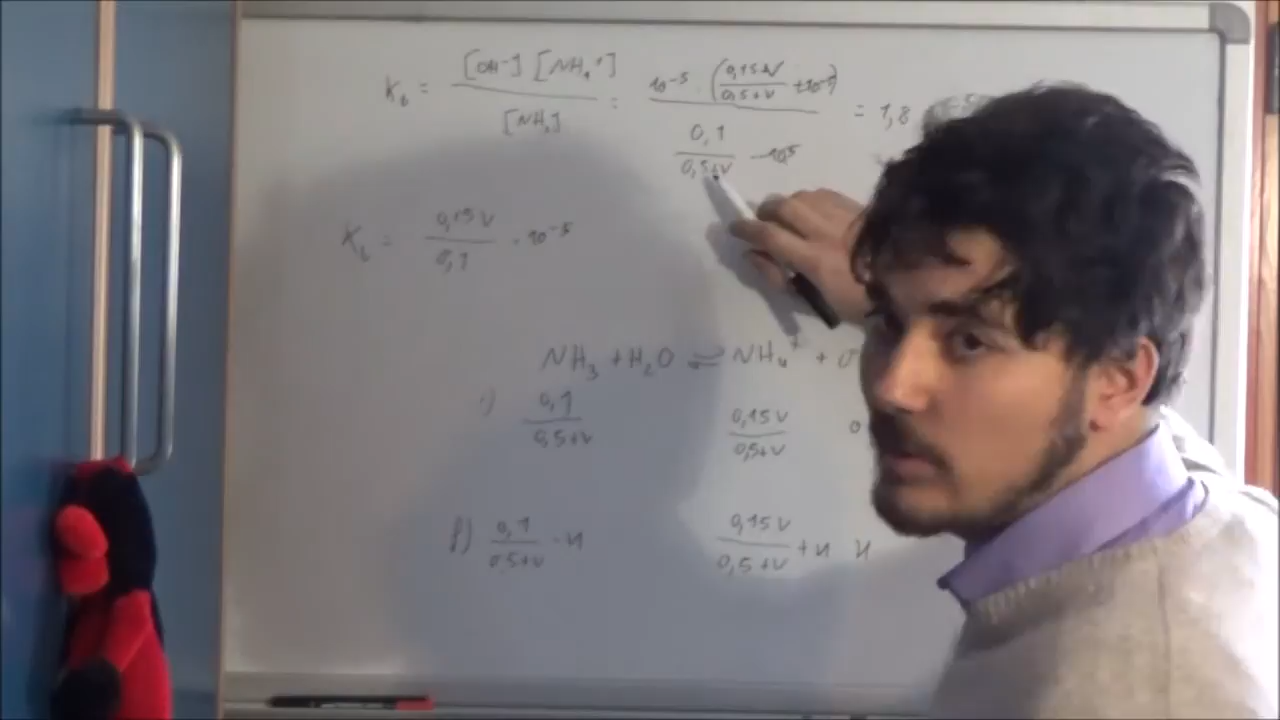 K_b = [OH⁻] [NH₄⁺] / [NH₃] = 10⁻⁵ · (0,15V / 0,5+V + 10⁻⁵) / (0,1 / 0,5+V - 10⁻⁵) = 1,8
K_b = 0,15V / 0,1 · 10⁻⁵
NH₃ + H₂O ⇌ NH₄⁺ + O
i) 0,1 / 0,5+V 0,15V / 0,5+V 0
f) 0,1 / 0,5+V - x 0,15V / 0,5+V + x x